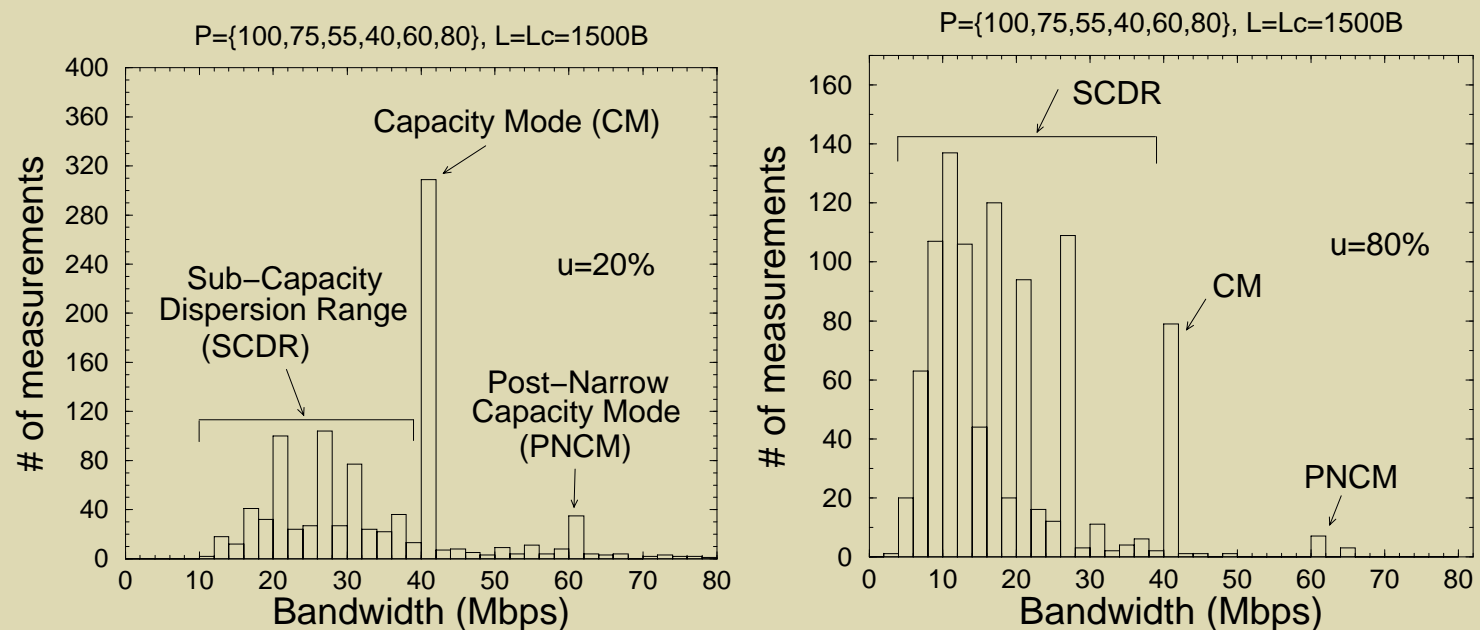 P={100,75,55,40,60,80}, L=Lc=1500B
400
360
320
280
240
200
160
120
80
40
0
# of measurements
Capacity Mode (CM)
u=20%
Sub−Capacity
Dispersion Range
(SCDR)
Post−Narrow
Capacity Mode
(PNCM)
0 10 20 30 40 50 60 70 80
Bandwidth (Mbps)
P={100,75,55,40,60,80}, L=Lc=1500B
160
140
120
100
80
60
40
20
0
# of measurements
SCDR
u=80%
CM
PNCM
0 10 20 30 40 50 60 70 80
Bandwidth (Mbps)